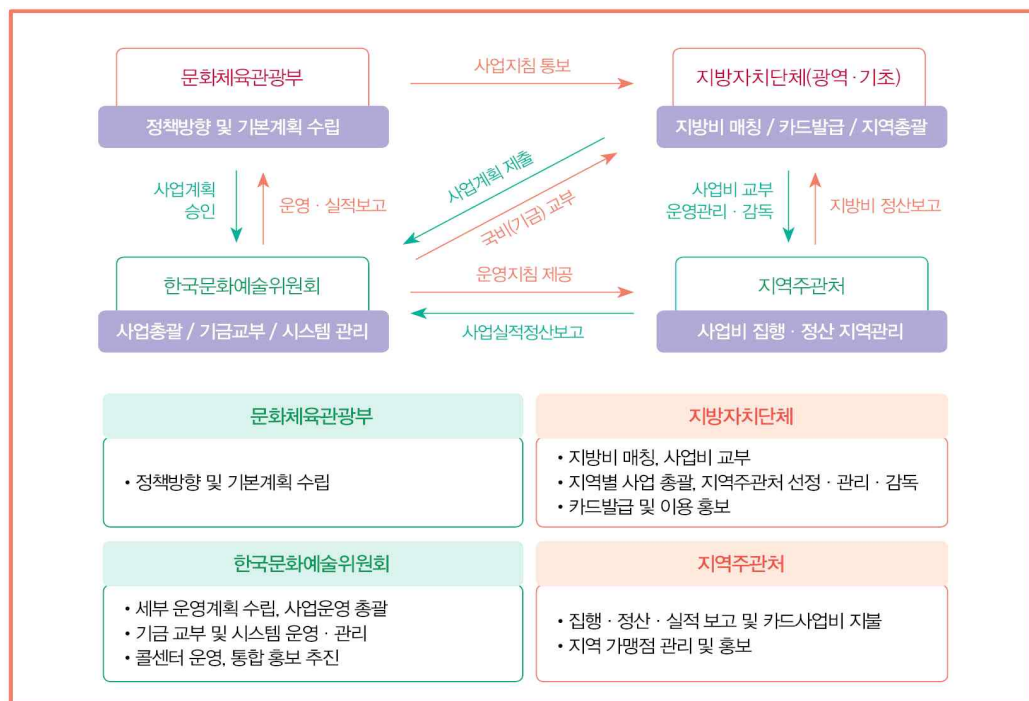 문화체육관광부
정책방향 및 기본계획 수립
사업지침 통보
지방자치단체(광역·기초)
지방비 매칭 / 카드발급 / 지역총괄
사업계획
승인
운영·실적보고
사업계획 제출
국비(기금) 교부
사업비 교부
운영관리·감독
지방비 정산보고
한국문화예술위원회
사업총괄 / 기금교부 / 시스템 관리
운영지침 제공
사업실적정산보고
지역주관처
사업비 집행·정산 지역관리
문화체육관광부
• 정책방향 및 기본계획 수립
지방자치단체
• 지방비 매칭, 사업비 교부
• 지역별 사업 총괄, 지역주관처 선정·관리·감독
• 카드발급 및 이용 홍보
한국문화예술위원회
• 세부 운영계획 수립, 사업운영 총괄
• 기금 교부 및 시스템 운영·관리
• 콜센터 운영, 통합 홍보 추진
지역주관처
• 집행·정산·실적 보고 및 카드사업비 지불
• 지역 가맹점 관리 및 홍보